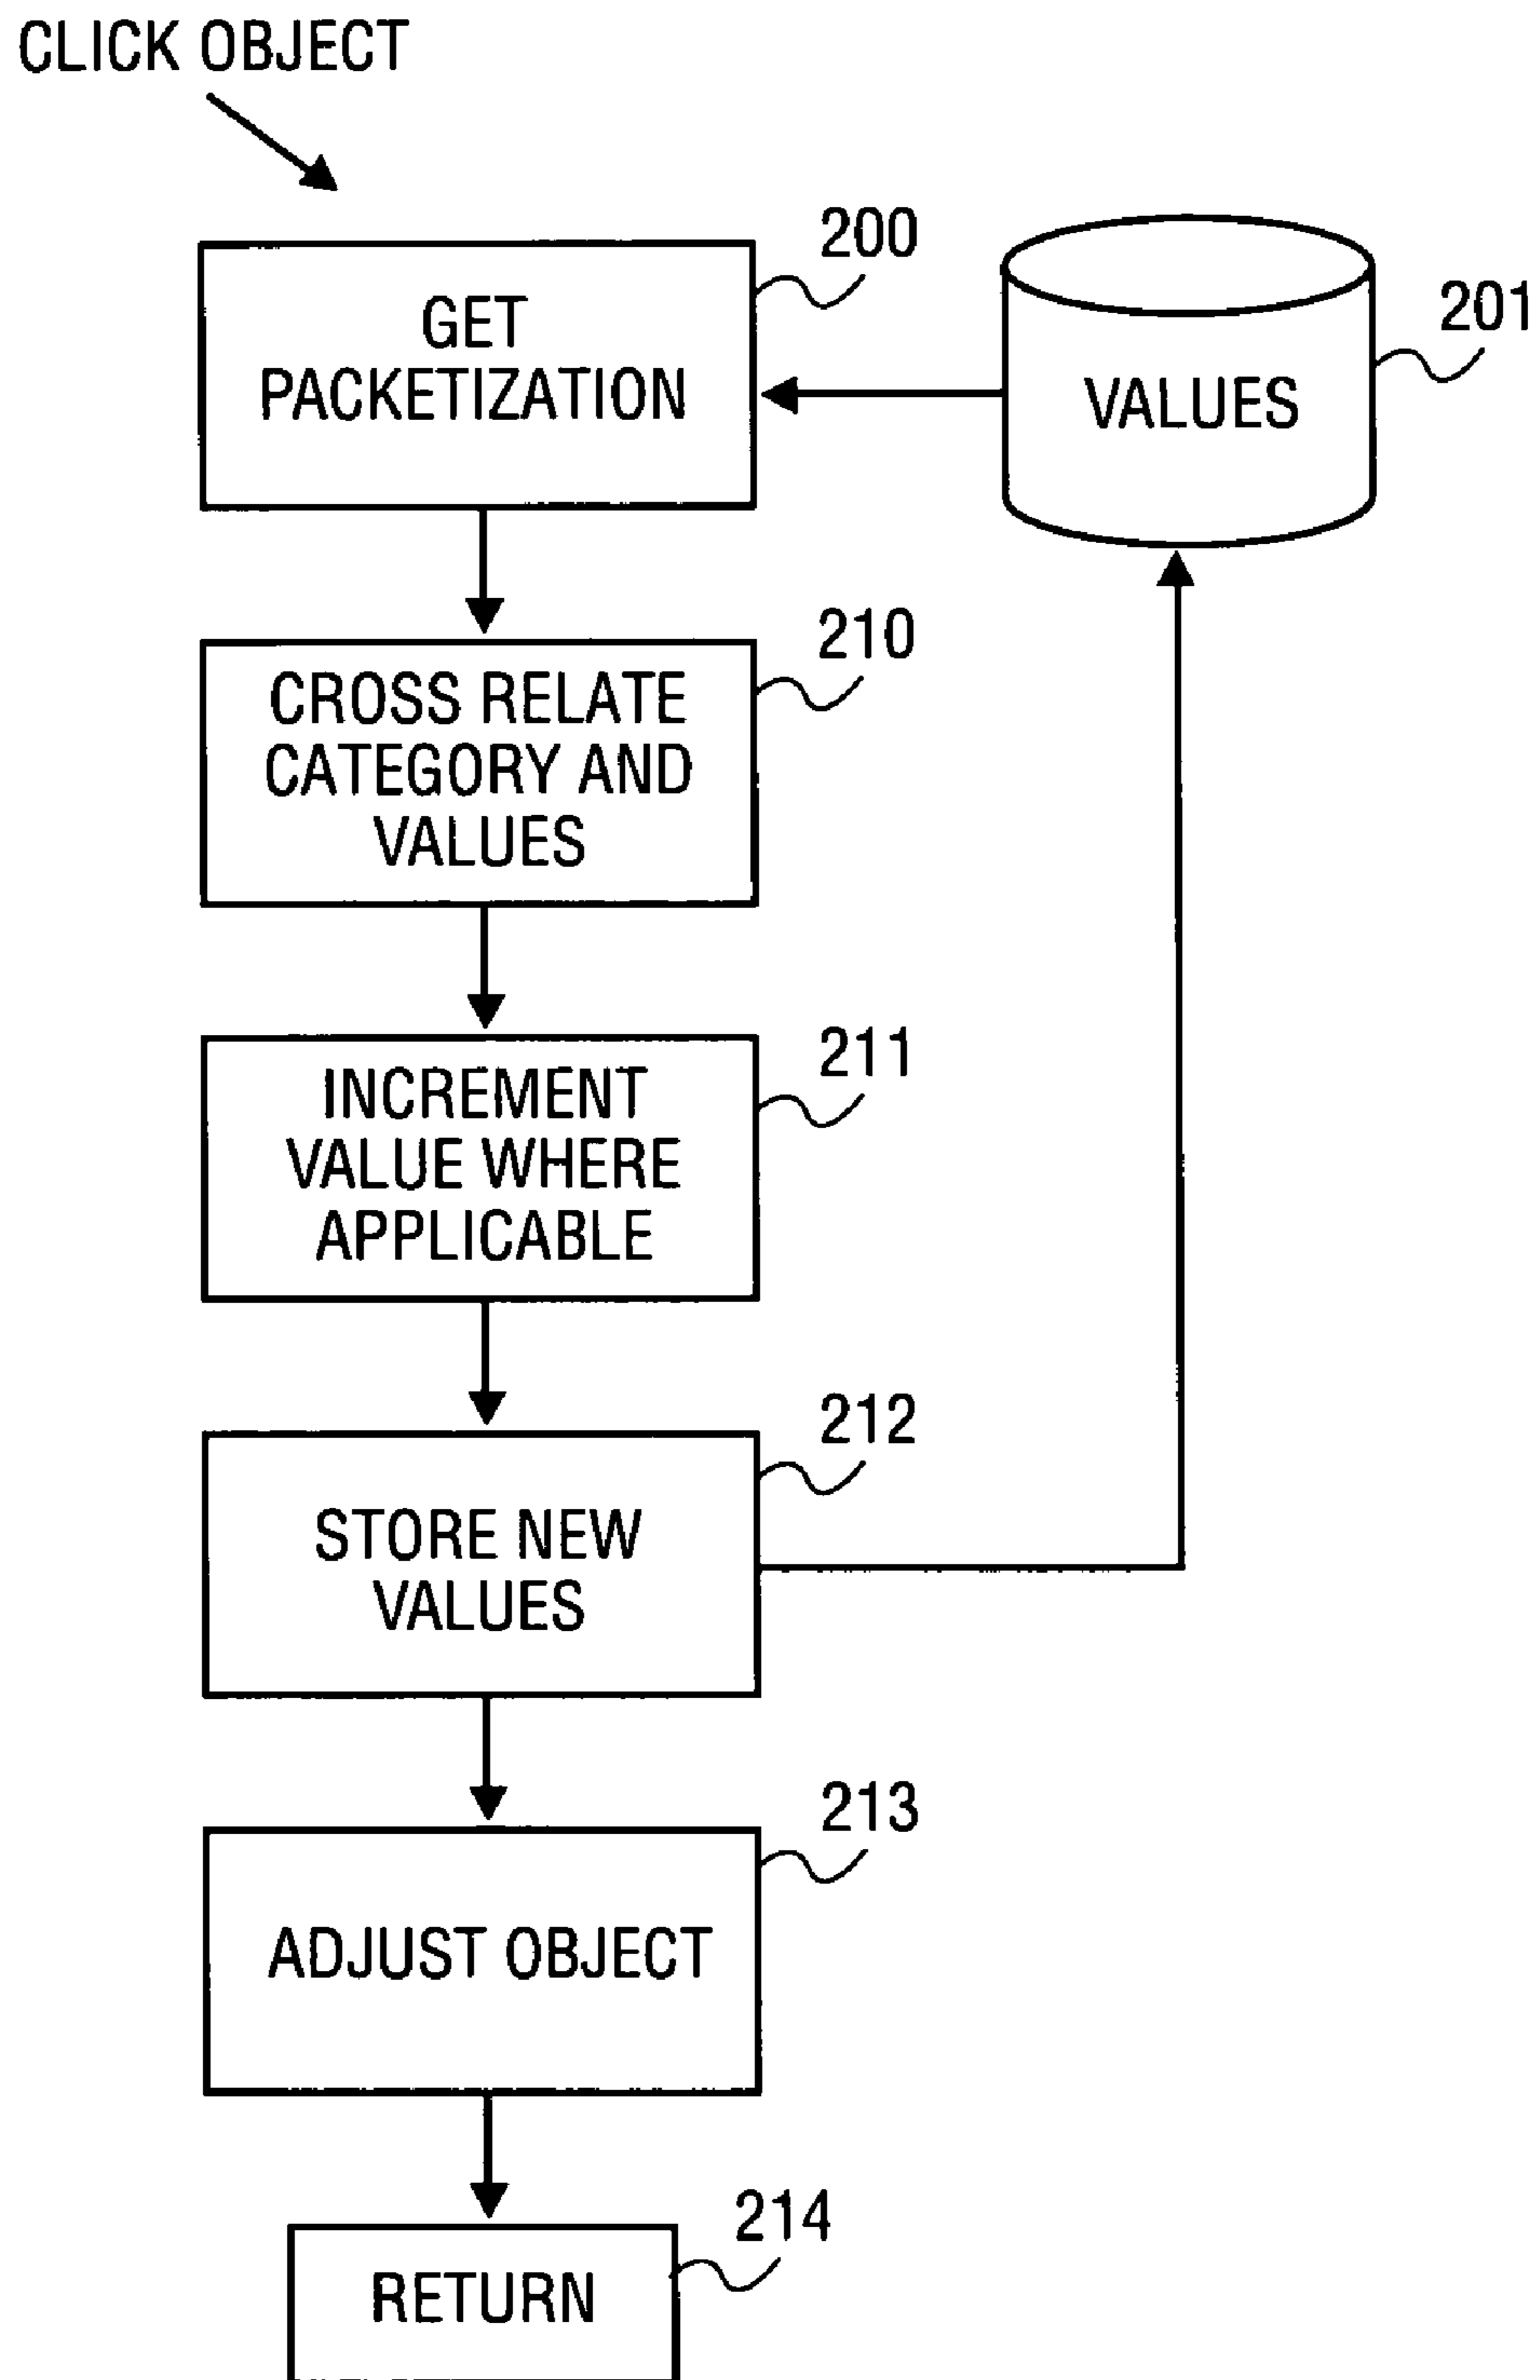 CLICK OBJECT
200
GET
PACKETIZATION
201
VALUES
210
CROSS RELATE
CATEGORY AND
VALUES
211
INCREMENT
VALUE WHERE
APPLICABLE
212
STORE NEW
VALUES
213
ADJUST OBJECT
214
RETURN